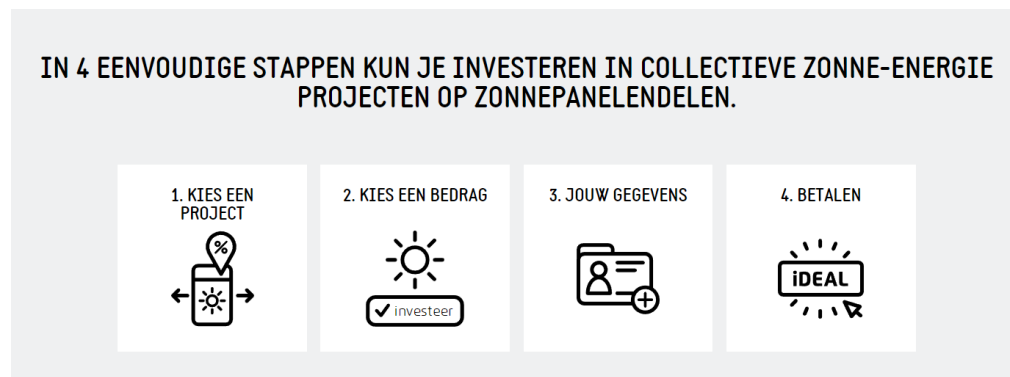 IN 4 EENVOUDIGE STAPPEN KUN JE INVESTEREN IN COLLECTIEVE ZONNE-ENERGIE
PROJECTEN OP ZONNEPANELENDELEN.
1. KIES EEN
PROJECT
%
2. KIES EEN BEDRAG
investeer
3. JOUW GEGEVENS
4. BETALEN
iDEAL